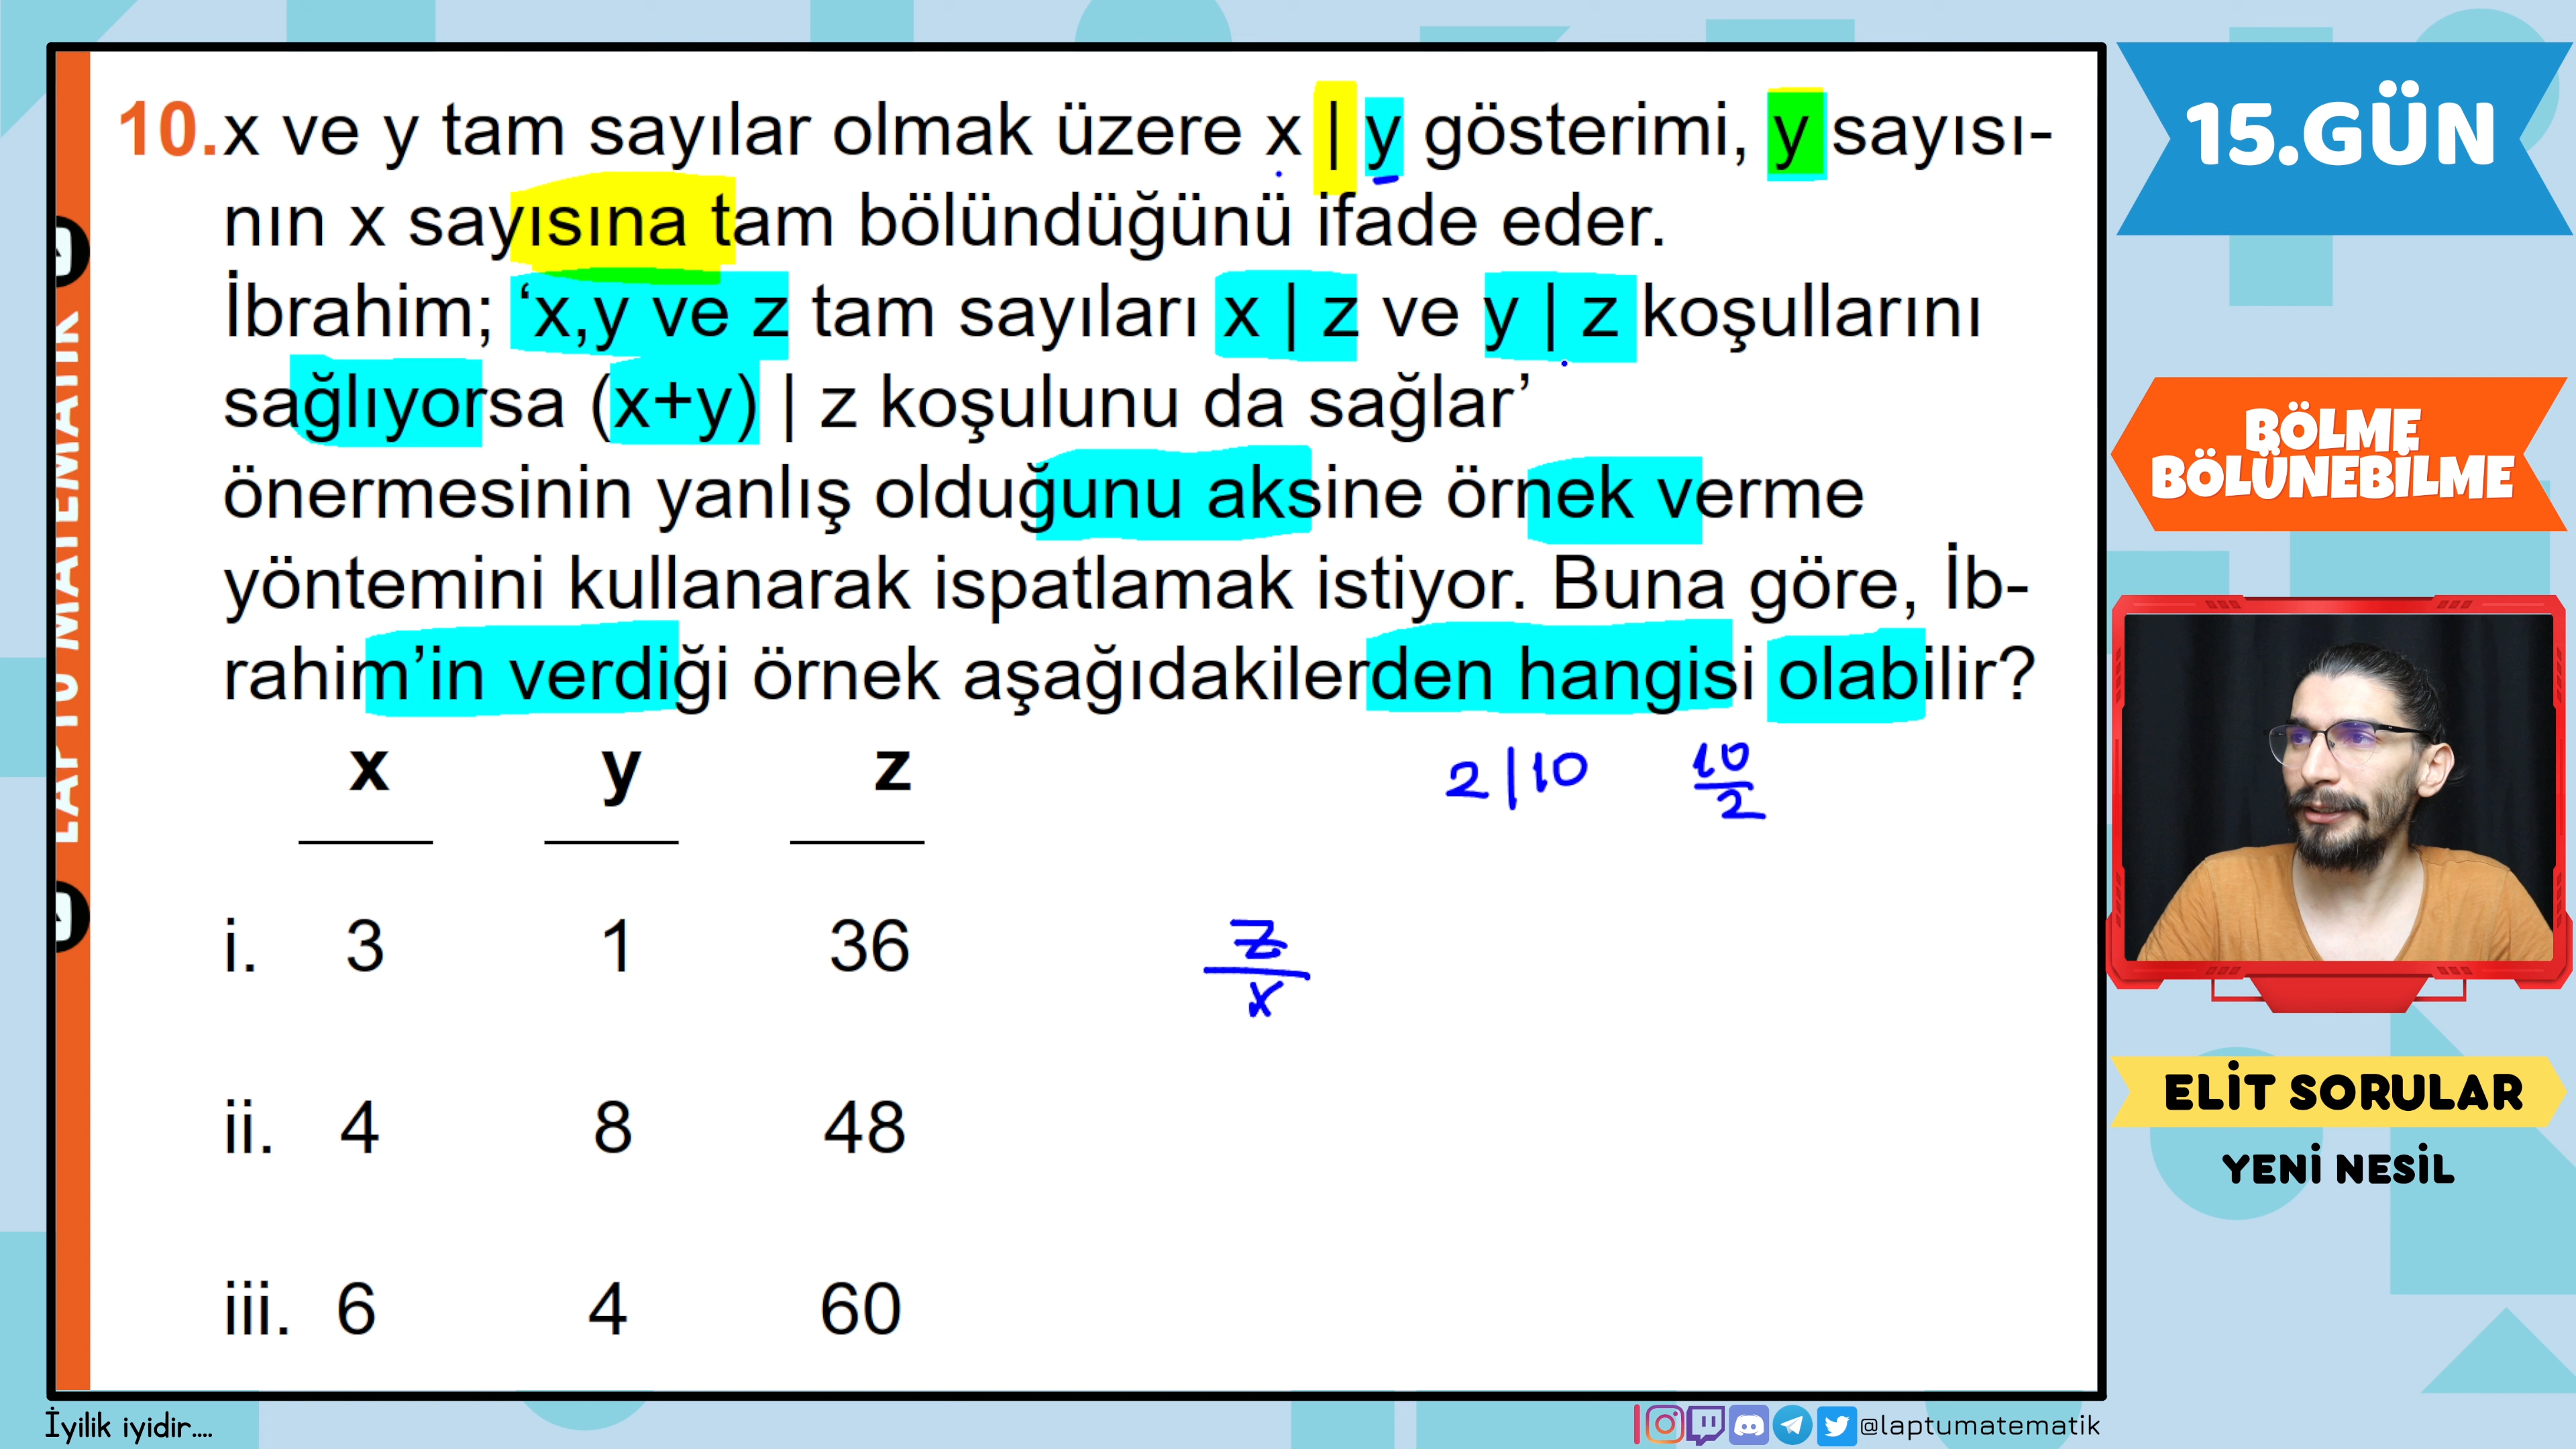 10. x ve y tam sayılar olmak üzere x | y gösterimi, y sayısı-
nın x sayısına tam bölündüğünü ifade eder.
İbrahim; ‘x,y ve z tam sayıları x | z ve y | z koşullarını
sağlıyorsa (x+y) | z koşulunu da sağlar’
önermesinin yanlış olduğunu aksine örnek verme
yöntemini kullanarak ispatlamak istiyor. Buna göre, İb-
rahim’in verdiği örnek aşağıdakilerden hangisi olabilir?
x y z
i. 3 1 36
ii. 4 8 48
iii. 6 4 60
2|10
10
2
z
x
15.GÜN
BÖLME
BÖLÜNEBİLME
ELİT SORULAR
YENİ NESİL
İyilik iyidir....
@laptumatematik